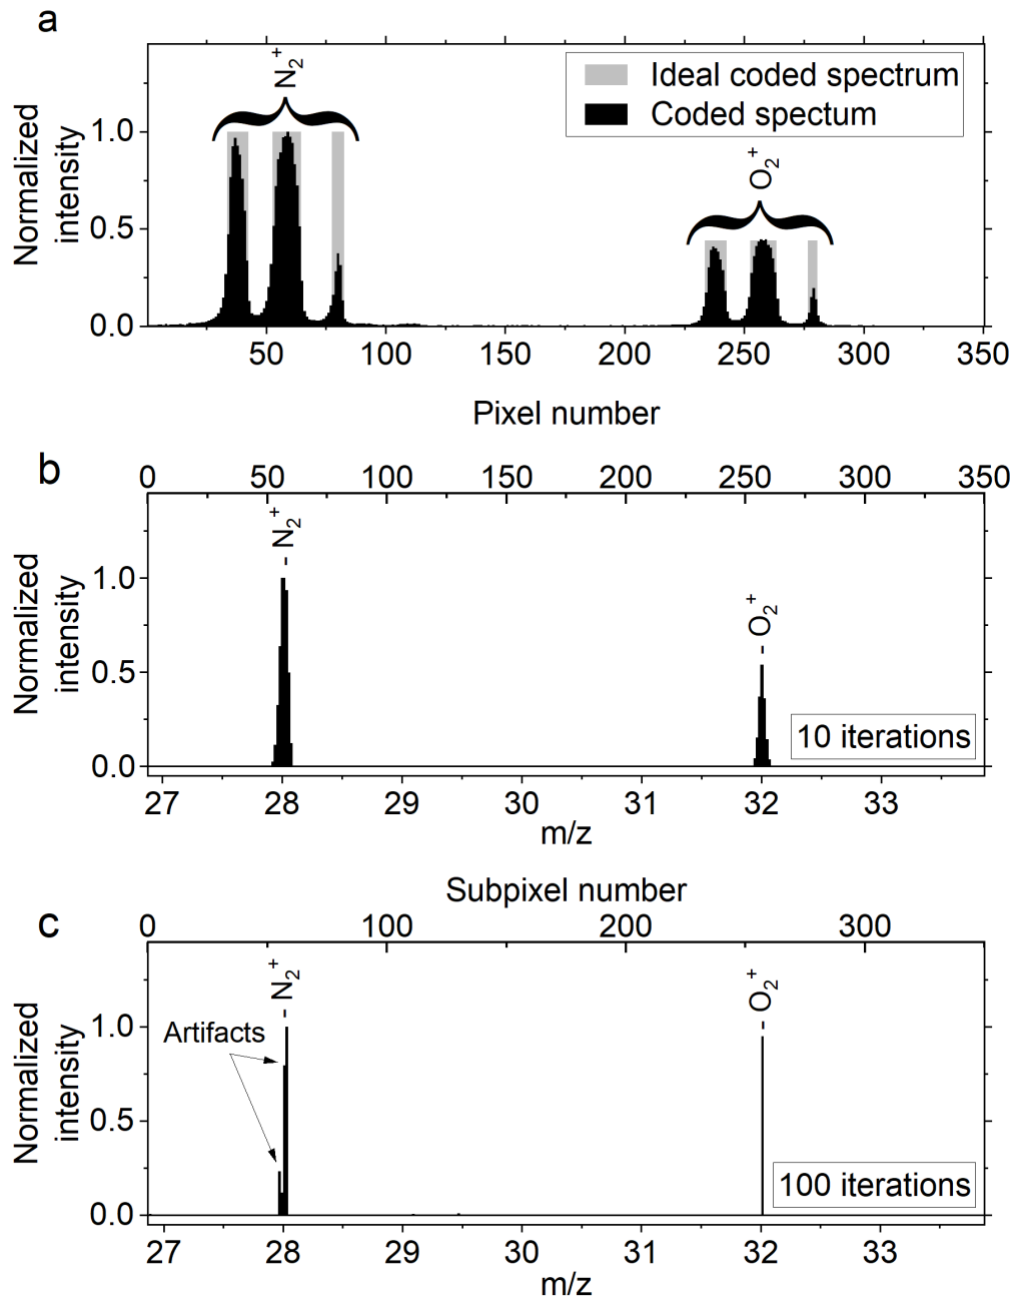 a
N₂⁺
Ideal coded spectrum
Coded spectum
O₂⁺
Normalized
intensity
1.0
0.5
0.0
50 100 150 200 250 300 350
Pixel number
b
0 50 100 150 200 250 300 350
- N₂⁺
- O₂⁺
Normalized
intensity
1.0
0.5
0.0
10 iterations
27 28 29 30 31 32 33
m/z
Subpixel number
c
0 100 200 300
- N₂⁺
- O₂⁺
Artifacts
Normalized
intensity
1.0
0.5
0.0
100 iterations
27 28 29 30 31 32 33
m/z